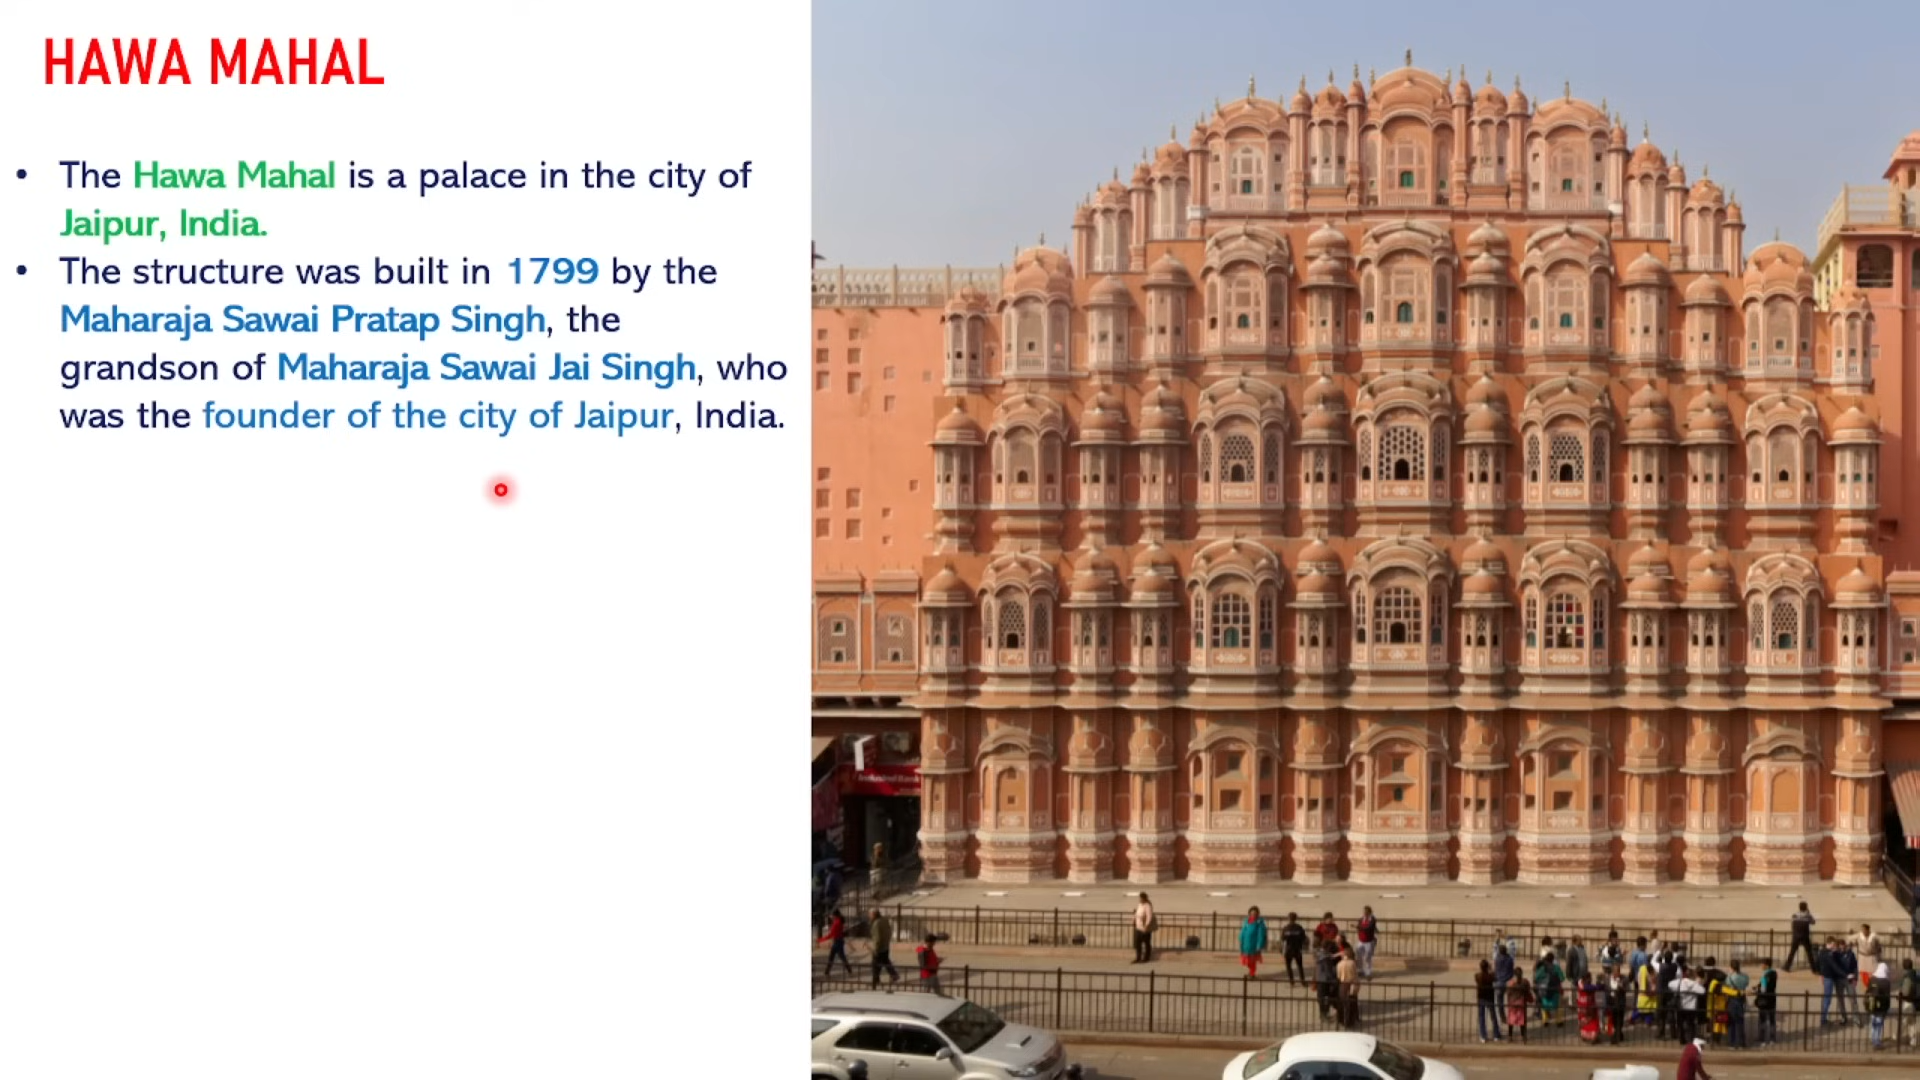 HAWA MAHAL
• The Hawa Mahal is a palace in the city of
Jaipur, India.
• The structure was built in 1799 by the
Maharaja Sawai Pratap Singh, the
grandson of Maharaja Sawai Jai Singh, who
was the founder of the city of Jaipur, India.